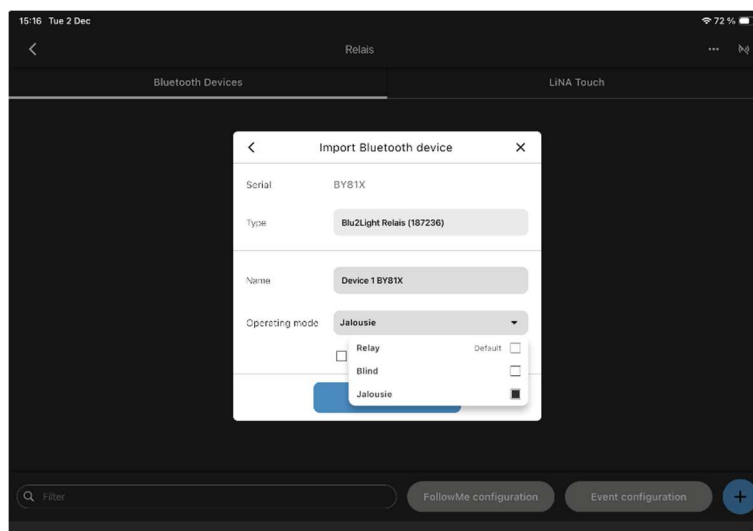 15:16 Tue 2 Dec
72 %
Relais
Bluetooth Devices
LiNA Touch
Import Bluetooth device
Serial
BY81X
Type
Blu2Light Relais (187236)
Name
Device 1 BY81X
Operating mode
Jalousie
Relay
Default
Blind
Jalousie
Filter
FollowMe configuration
Event configuration